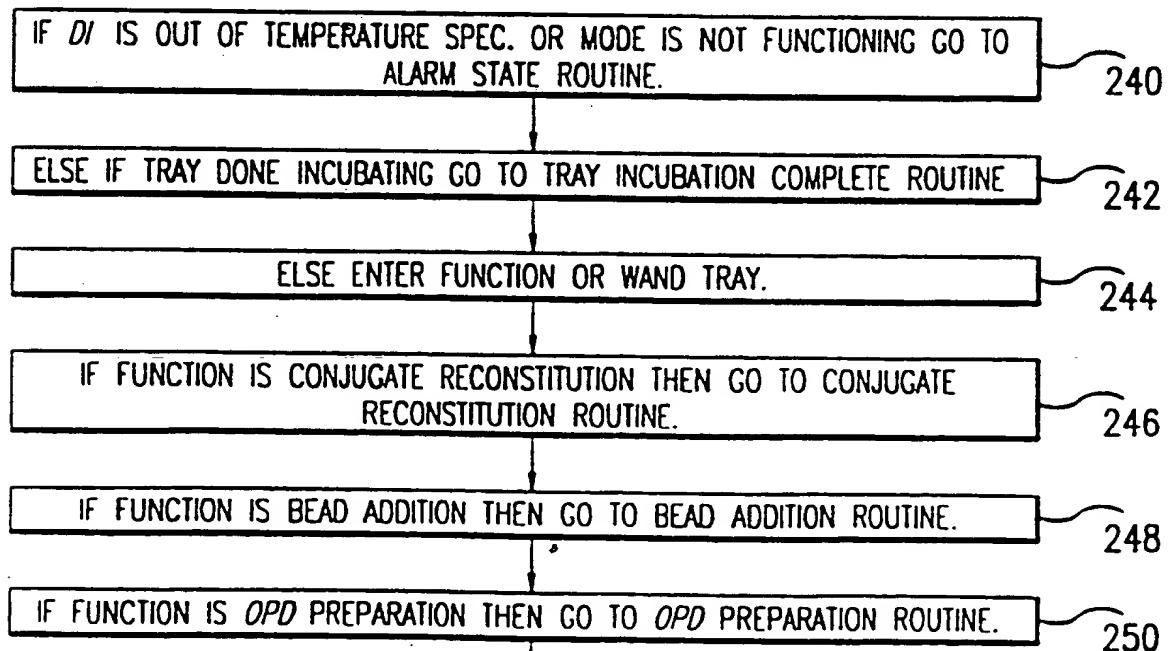 IF DI IS OUT OF TEMPERATURE SPEC. OR MODE IS NOT FUNCTIONING GO TO
ALARM STATE ROUTINE.
240
ELSE IF TRAY DONE INCUBATING GO TO TRAY INCUBATION COMPLETE ROUTINE
242
ELSE ENTER FUNCTION OR WAND TRAY.
244
IF FUNCTION IS CONJUGATE RECONSTITUTION THEN GO TO CONJUGATE
RECONSTITUTION ROUTINE.
246
IF FUNCTION IS BEAD ADDITION THEN GO TO BEAD ADDITION ROUTINE.
248
IF FUNCTION IS OPD PREPARATION THEN GO TO OPD PREPARATION ROUTINE.
250